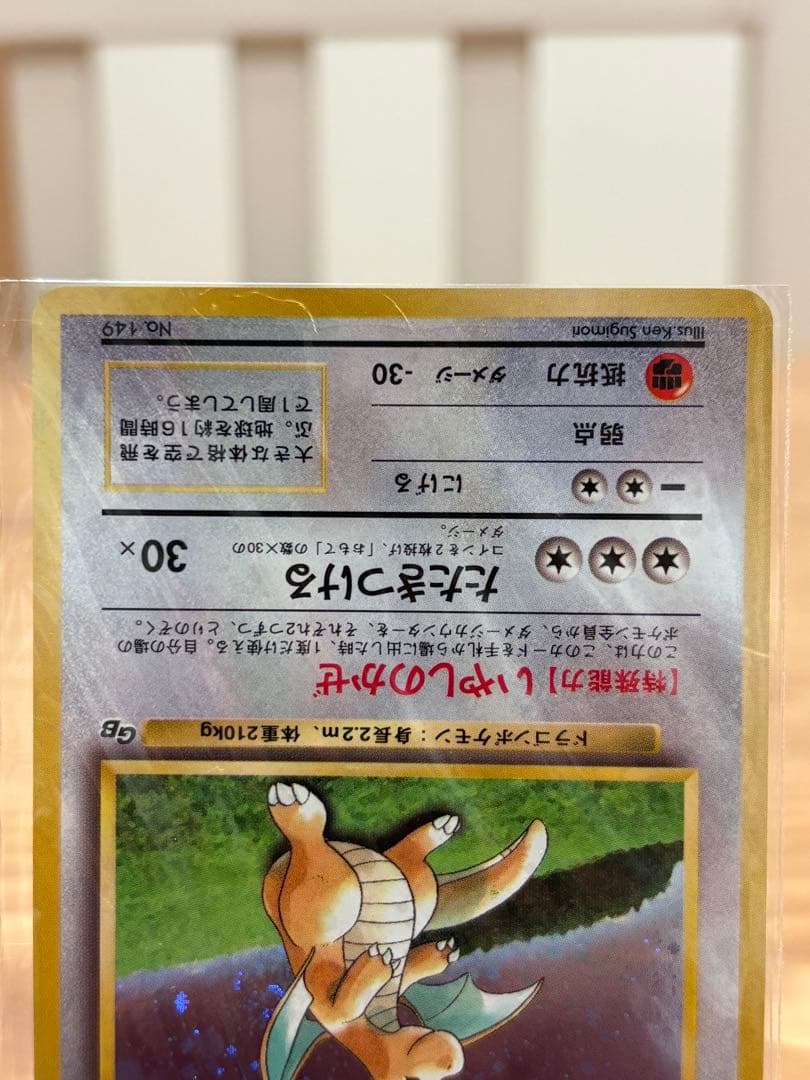 GB
ドラゴンポケモン：身長2.2m、体重210kg
【特殊能力】いやしのかぜ
この力は、このカードを手札から場に出した時、1度だけ使える。自分の場の
ポケモン全員から、ダメージカウンターを、それぞれ2つずつ、とりのぞく。
たたきつける 30×
コインを2枚投げ、「おもて」の数×30の
ダメージ。
ー にげる
弱点
抵抗力 ダメージ -30
大きな体格で空を飛
ぶ。地球を約16時間
で1周してしまう。
Illus.Ken Sugimori No.149